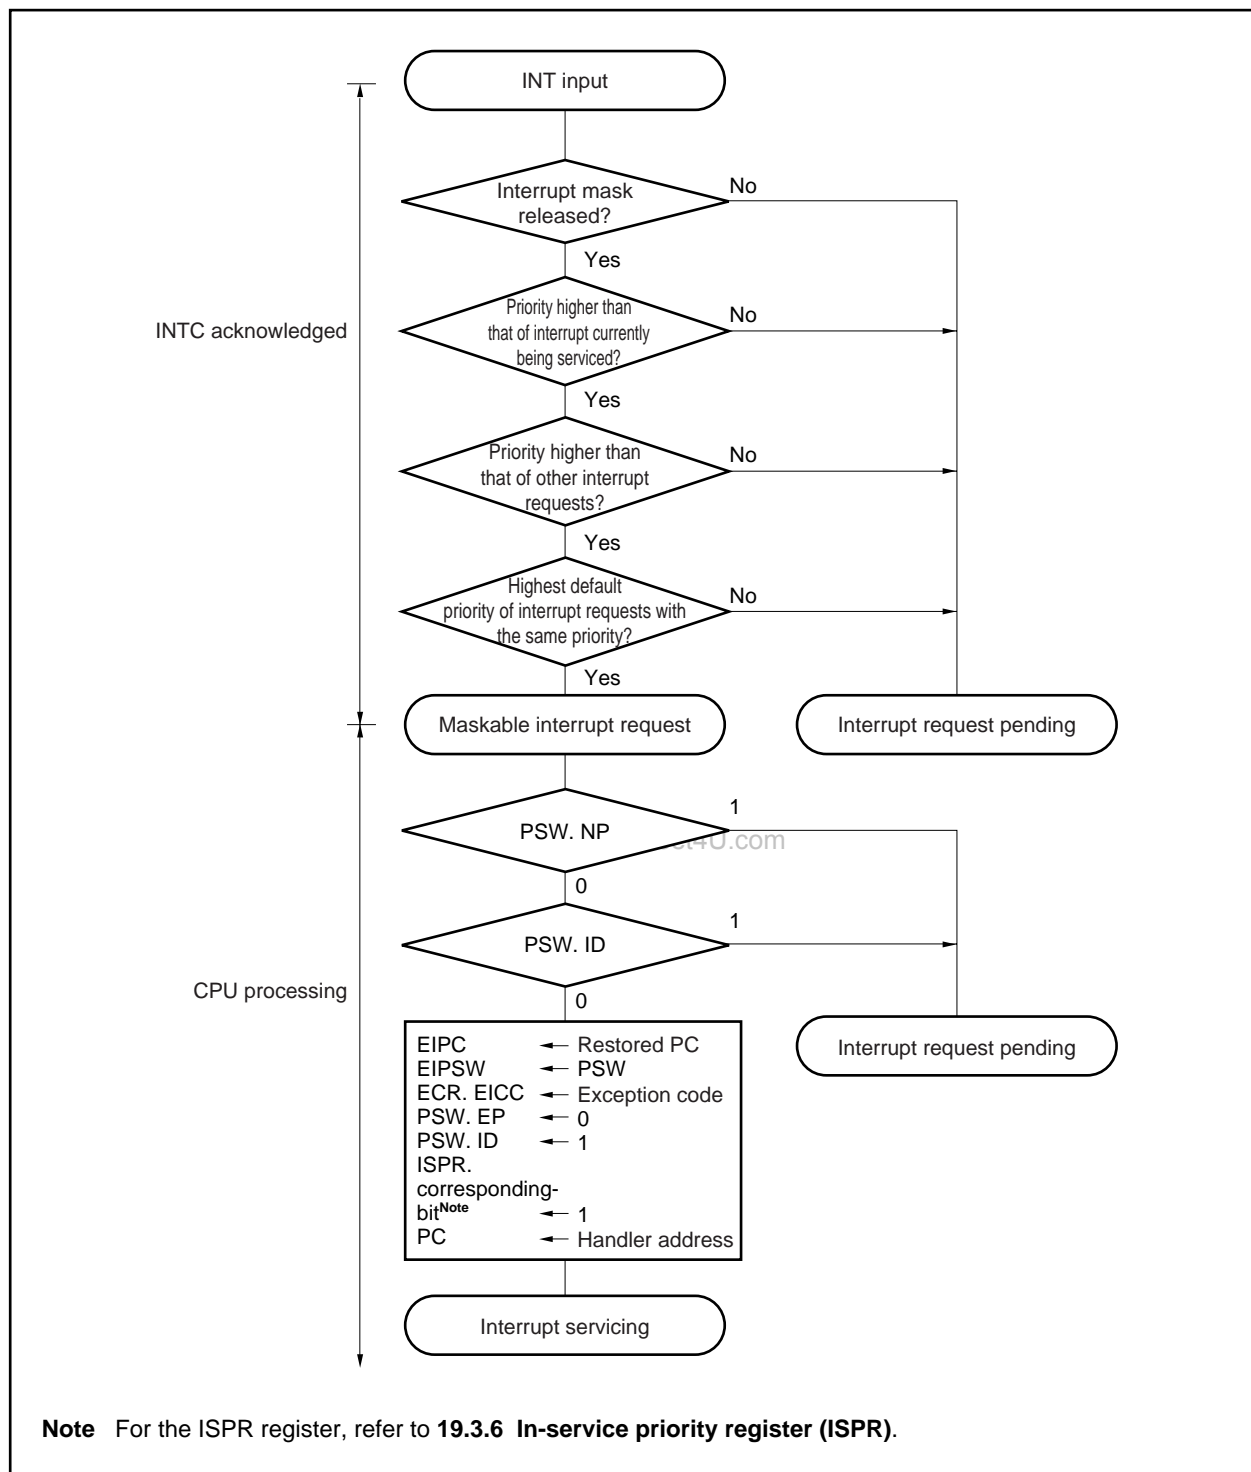 INT input
Interrupt mask
released?
No
Yes
Priority higher than
that of interrupt currently
being serviced?
No
INTC acknowledged
Yes
Priority higher than
that of other interrupt
requests?
No
Yes
Highest default
priority of interrupt requests with
the same priority?
No
Yes
Maskable interrupt request
Interrupt request pending
PSW. NP
1
4U.com
0
PSW. ID
1
CPU processing
0
Interrupt request pending
EIPC ← Restored PC
EIPSW ← PSW
ECR. EICC ← Exception code
PSW. EP ← 0
PSW. ID ← 1
ISPR.
corresponding-
bitNote ← 1
PC ← Handler address
Interrupt servicing
Note For the ISPR register, refer to 19.3.6 In-service priority register (ISPR).